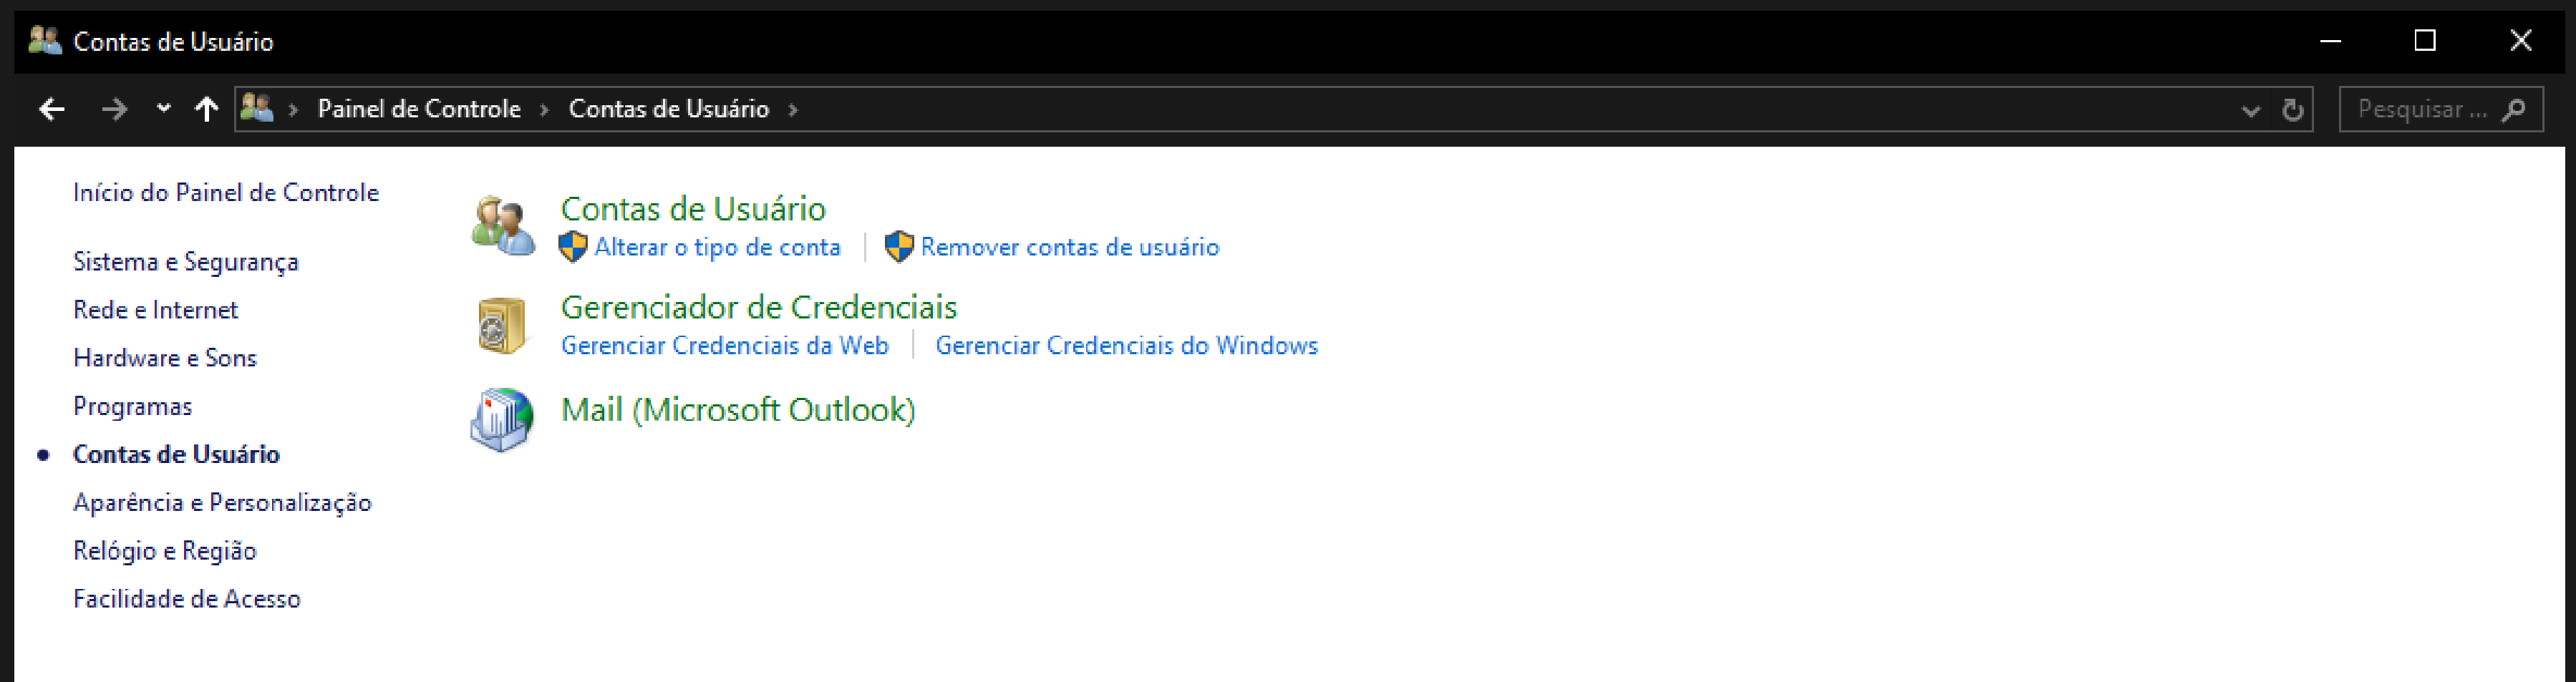 Contas de Usuário
Painel de Controle Contas de Usuário
Pesquisar ...
Início do Painel de Controle
Sistema e Segurança
Rede e Internet
Hardware e Sons
Programas
Contas de Usuário
Aparência e Personalização
Relógio e Região
Facilidade de Acesso
Contas de Usuário
Alterar o tipo de conta Remover contas de usuário
Gerenciador de Credenciais
Gerenciar Credenciais da Web Gerenciar Credenciais do Windows
Mail (Microsoft Outlook)